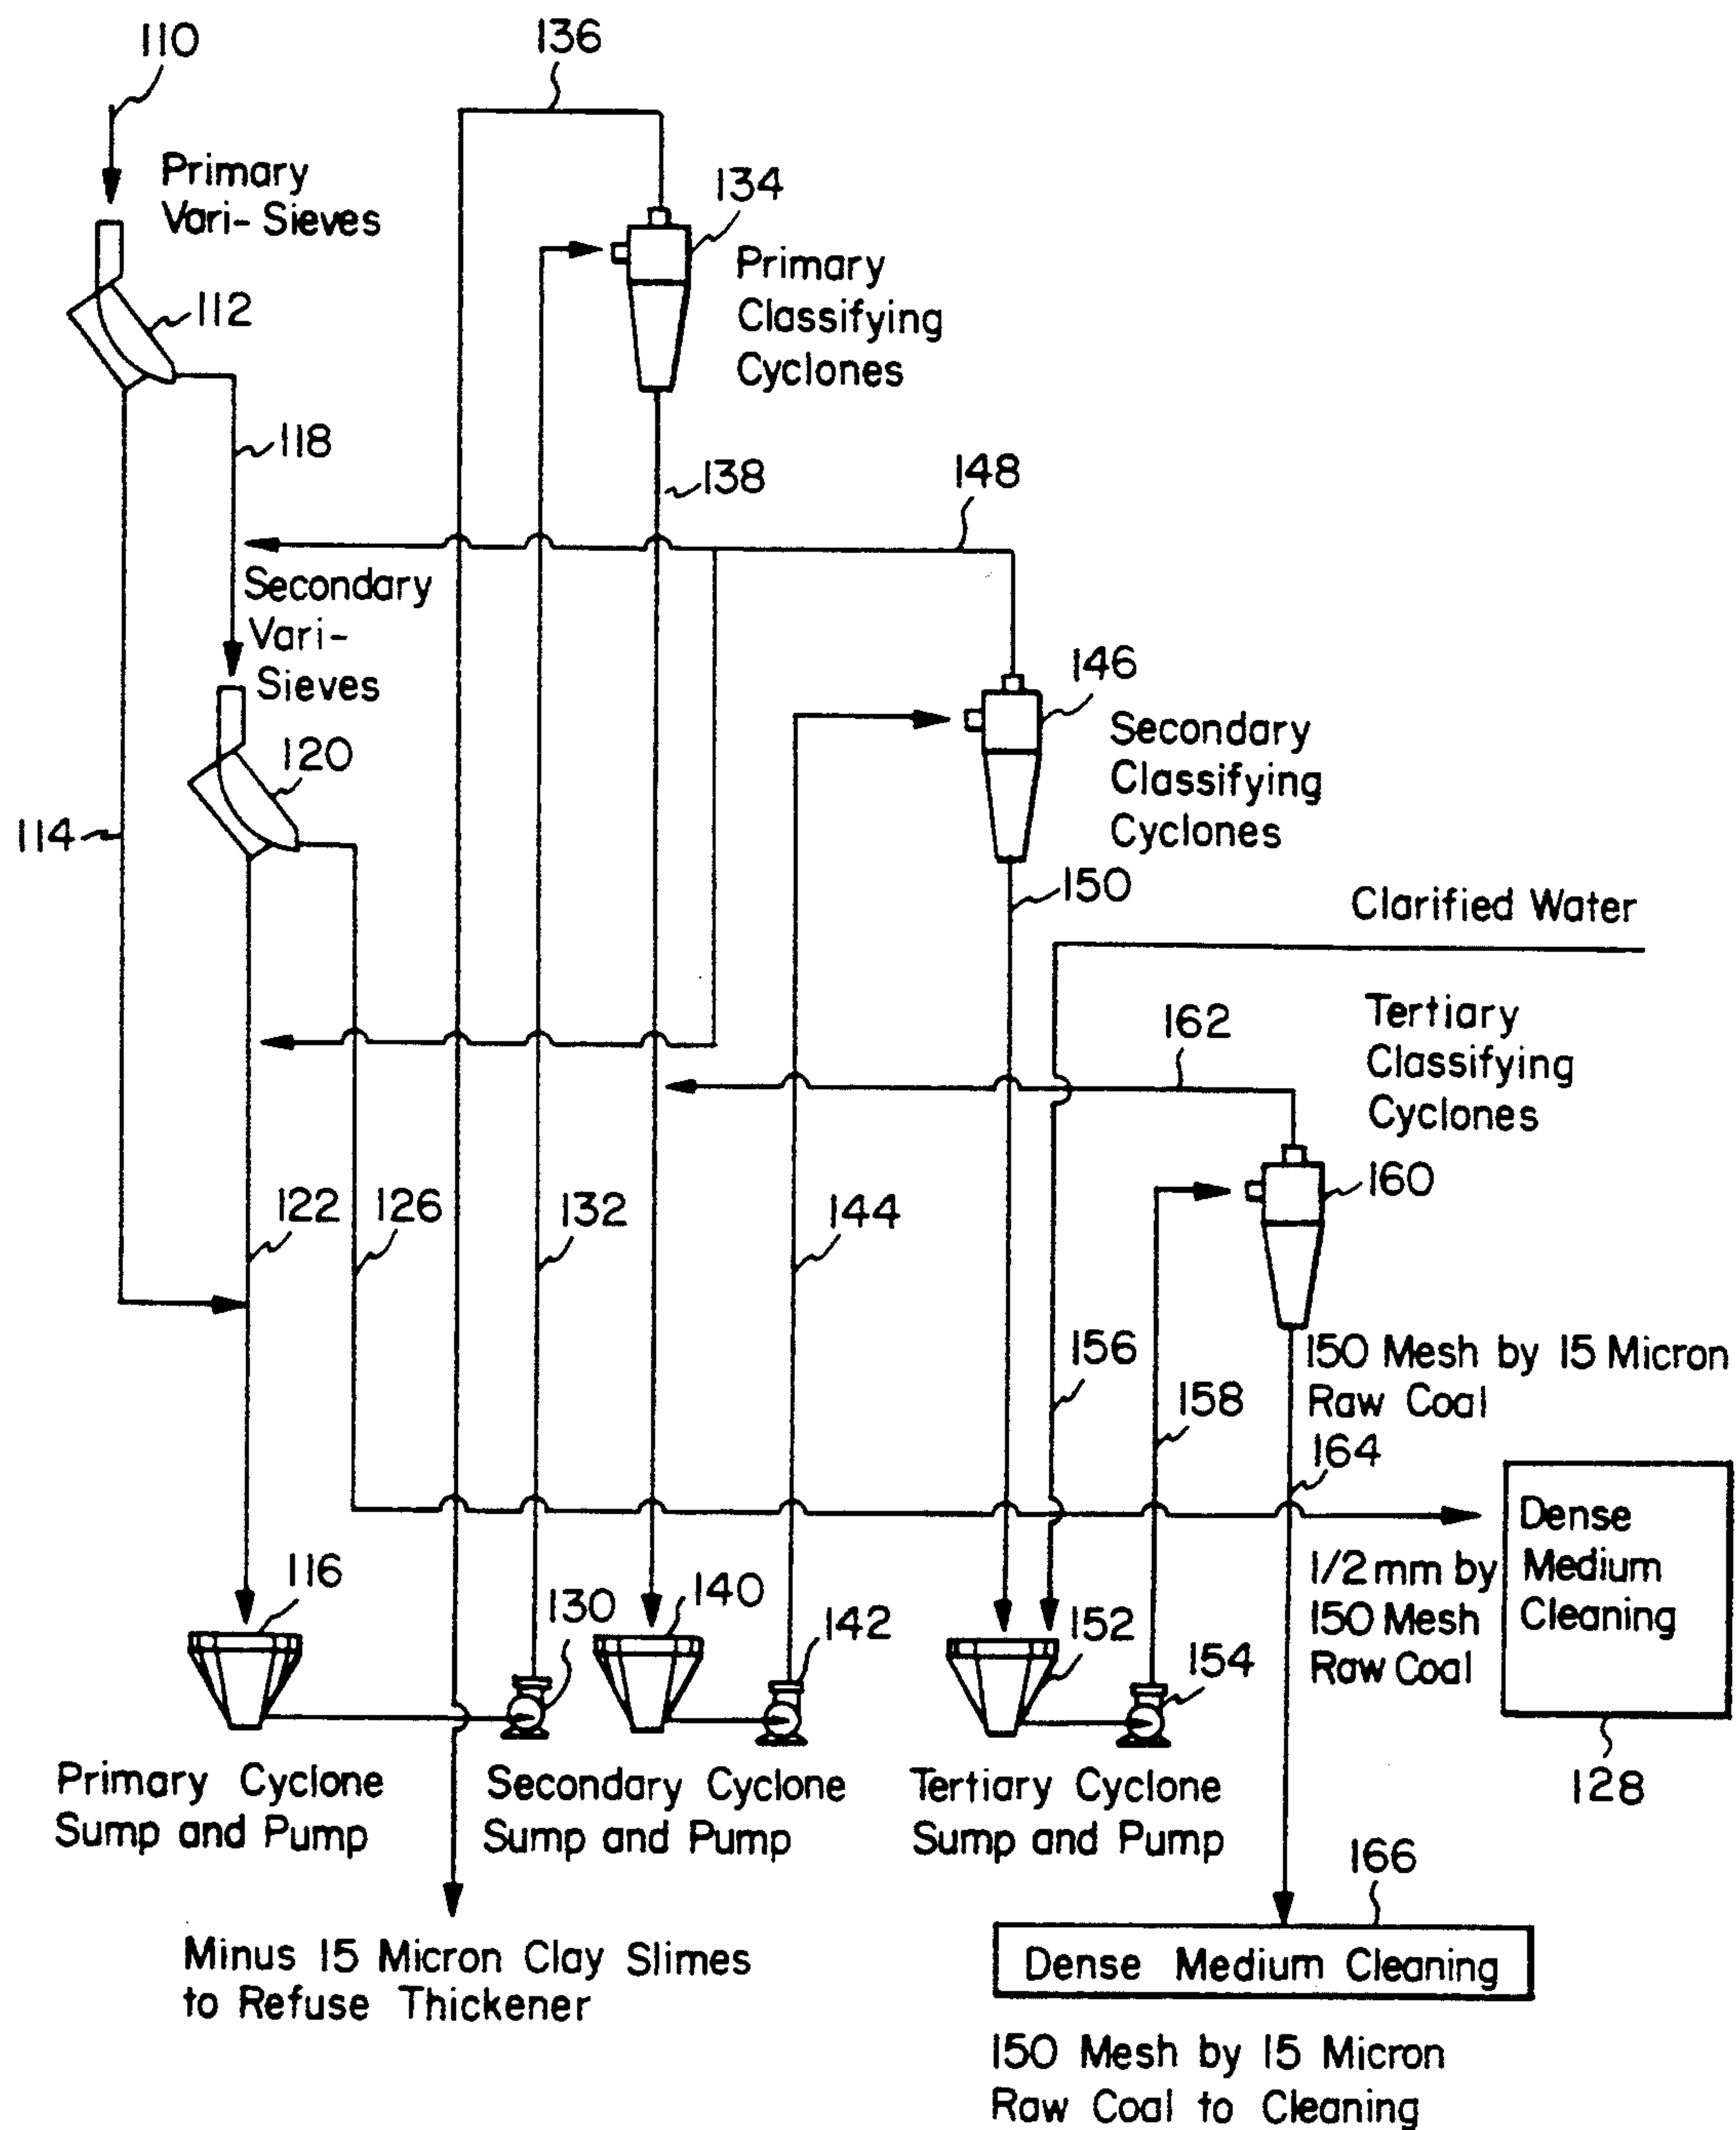 110
136
Primary
Vari-Sieves
134
Primary
Classifying
Cyclones
112
118
138
148
Secondary
Vari-
Sieves
146
Secondary
Classifying
Cyclones
120
114
150
Clarified Water
Tertiary
Classifying
Cyclones
162
160
122
126
132
144
156
158
150 Mesh by 15 Micron
Raw Coal
164
Dense
Medium
Cleaning
1/2 mm by
150 Mesh
Raw Coal
116
130
140
142
152
154
128
Primary Cyclone
Sump and Pump
Secondary Cyclone
Sump and Pump
Tertiary Cyclone
Sump and Pump
166
Minus 15 Micron Clay Slimes
to Refuse Thickener
Dense Medium Cleaning
150 Mesh by 15 Micron
Raw Coal to Cleaning